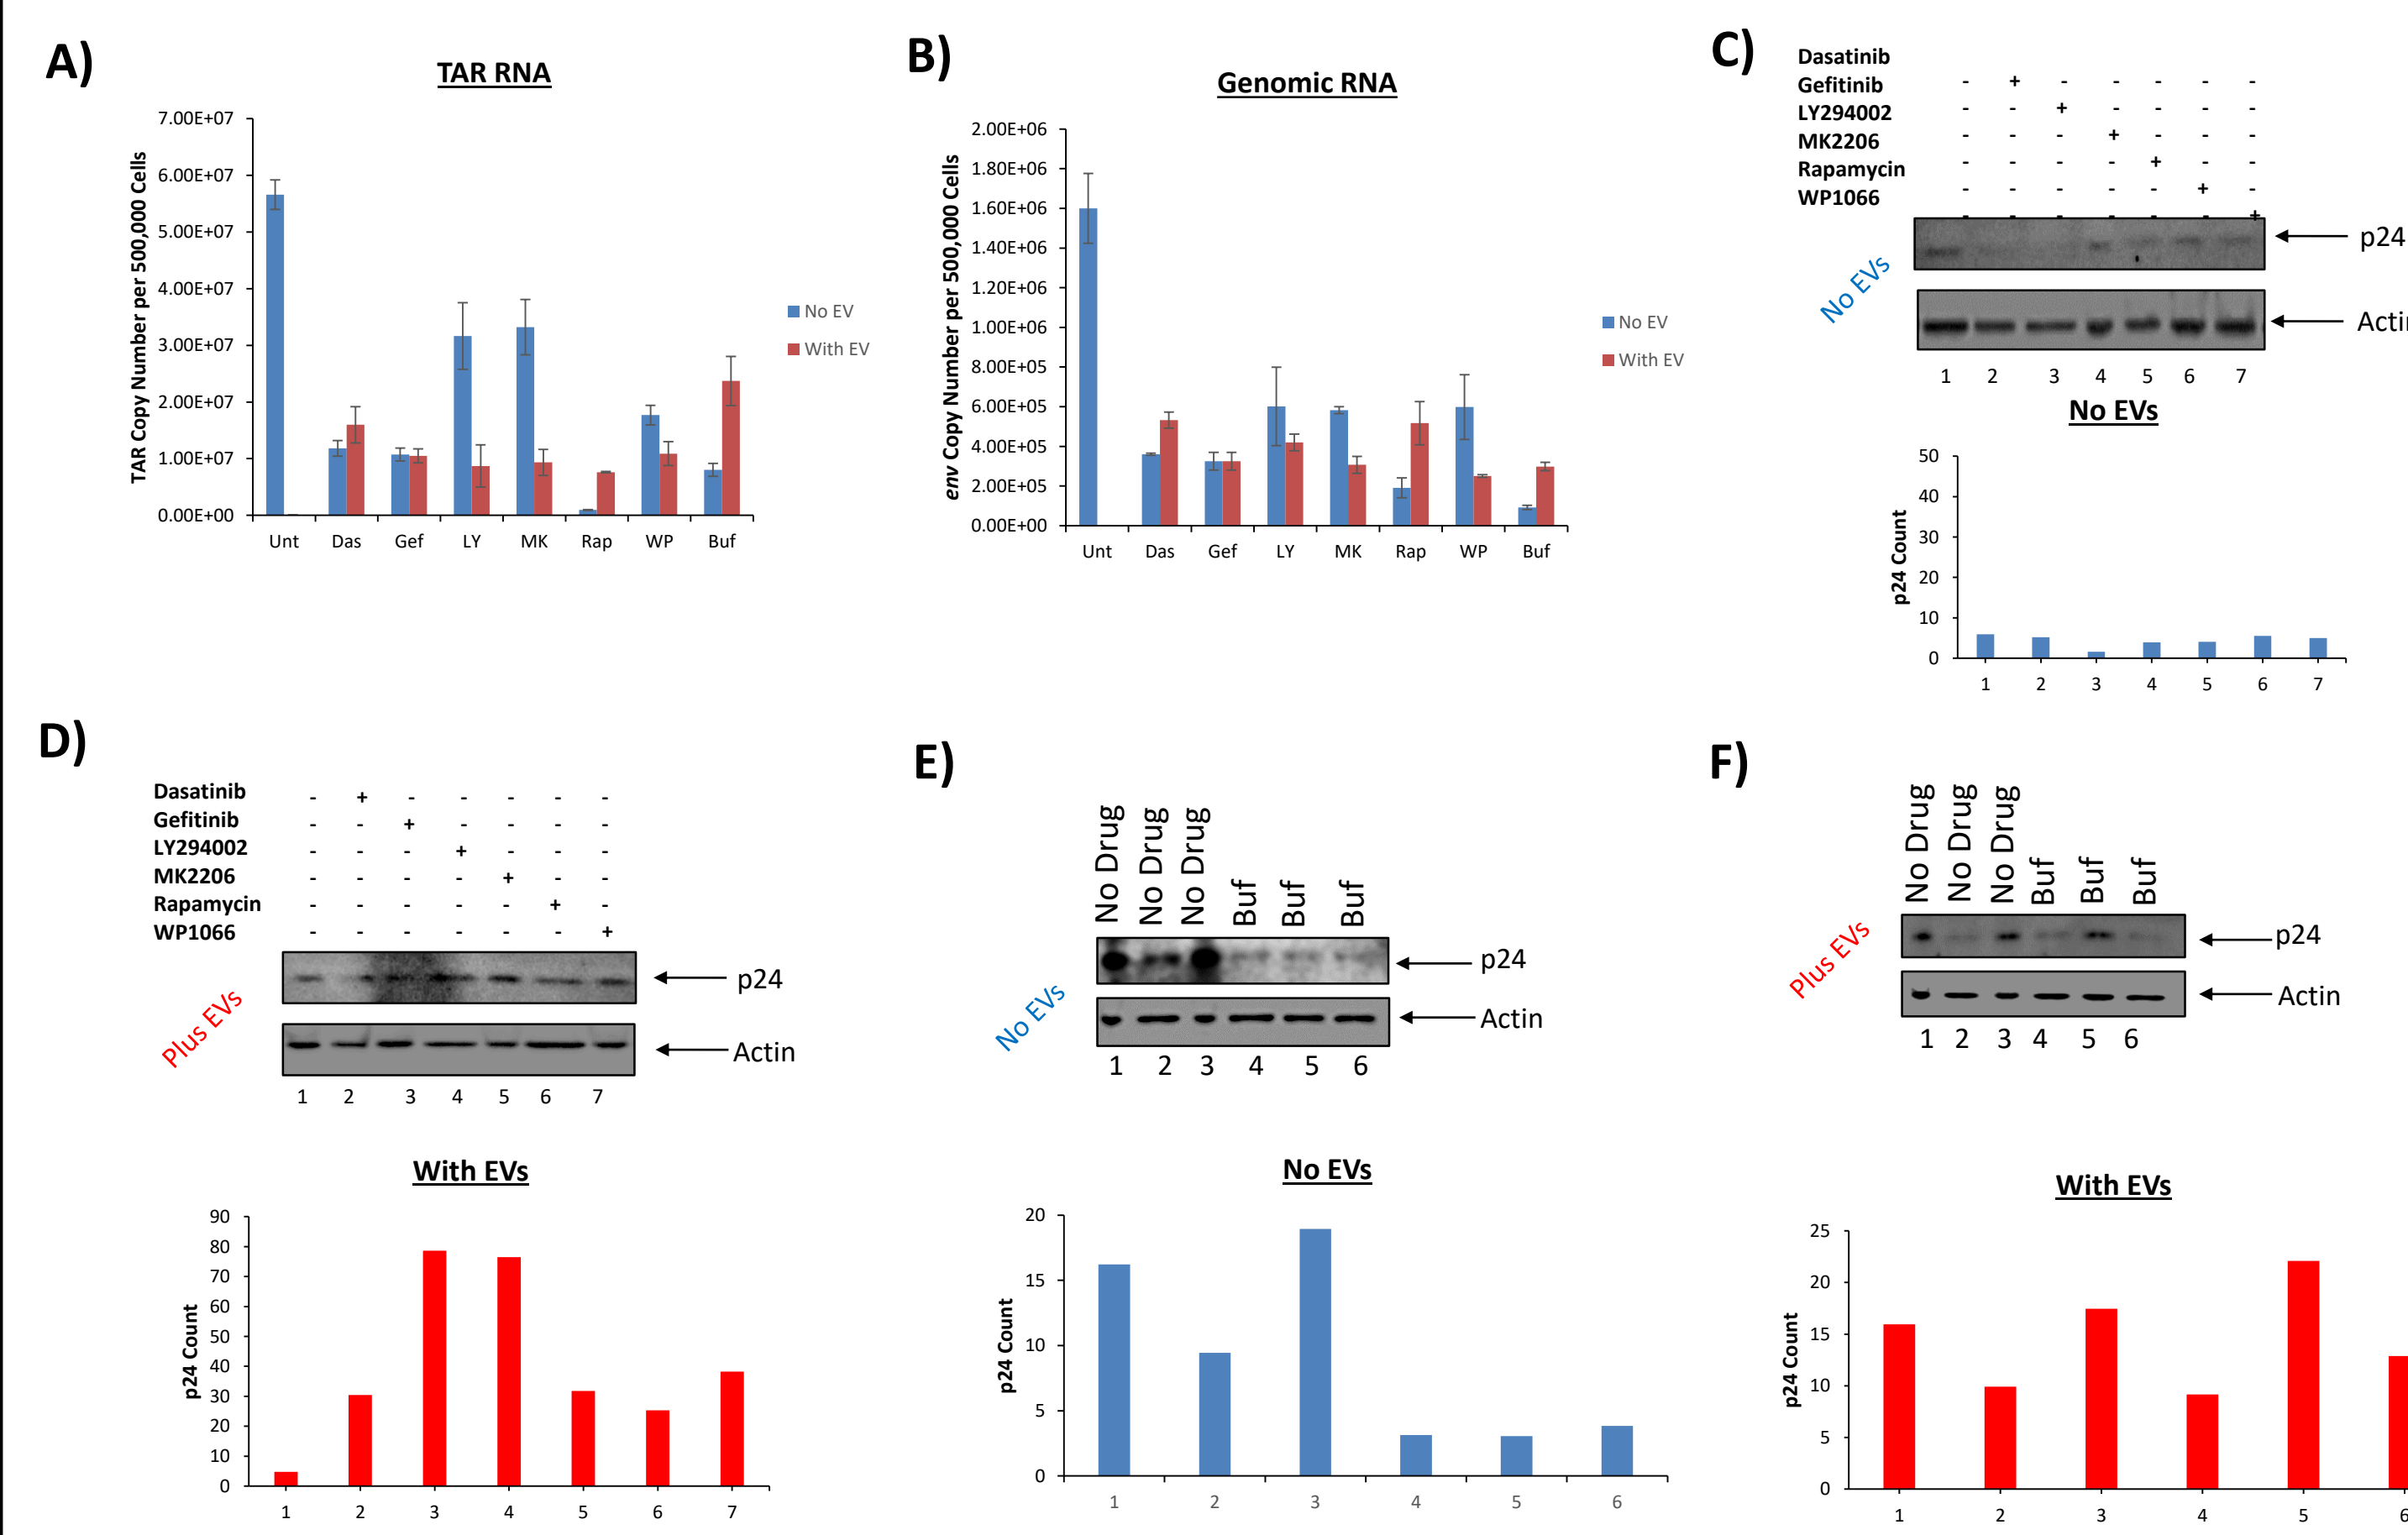 A)
TAR RNA
TAR Copy Number per 500,000 Cells
7.00E+07
6.00E+07
5.00E+07
4.00E+07
3.00E+07
2.00E+07
1.00E+07
0.00E+00
Unt Das Gef LY MK Rap WP Buf
No EV
With EV
B)
Genomic RNA
env Copy Number per 500,000 Cells
2.00E+06
1.80E+06
1.60E+06
1.40E+06
1.20E+06
1.00E+06
8.00E+05
6.00E+05
4.00E+05
2.00E+05
0.00E+00
Unt Das Gef LY MK Rap WP Buf
No EV
With EV
C)
Dasatinib - + - - - - -
Gefitinib - - + - - - -
LY294002 - - - + - - -
MK2206 - - - - + - -
Rapamycin - - - - - + -
WP1066 - - - - - - +
No EVs
p24
Actin
1 2 3 4 5 6 7
No EVs
p24 Count
50
40
30
20
10
0
1 2 3 4 5 6 7
D)
Dasatinib - + - - - - -
Gefitinib - - + - - - -
LY294002 - - - + - - -
MK2206 - - - - + - -
Rapamycin - - - - - + -
WP1066 - - - - - - +
Plus EVs
p24
Actin
1 2 3 4 5 6 7
With EVs
p24 Count
90
80
70
60
50
40
30
20
10
0
1 2 3 4 5 6 7
E)
No Drug No Drug No Drug Buf Buf Buf
No EVs
p24
Actin
1 2 3 4 5 6
No EVs
p24 Count
20
15
10
5
0
1 2 3 4 5 6
F)
No Drug No Drug No Drug Buf Buf Buf
Plus EVs
p24
Actin
1 2 3 4 5 6
With EVs
p24 Count
25
20
15
10
5
0
1 2 3 4 5 6